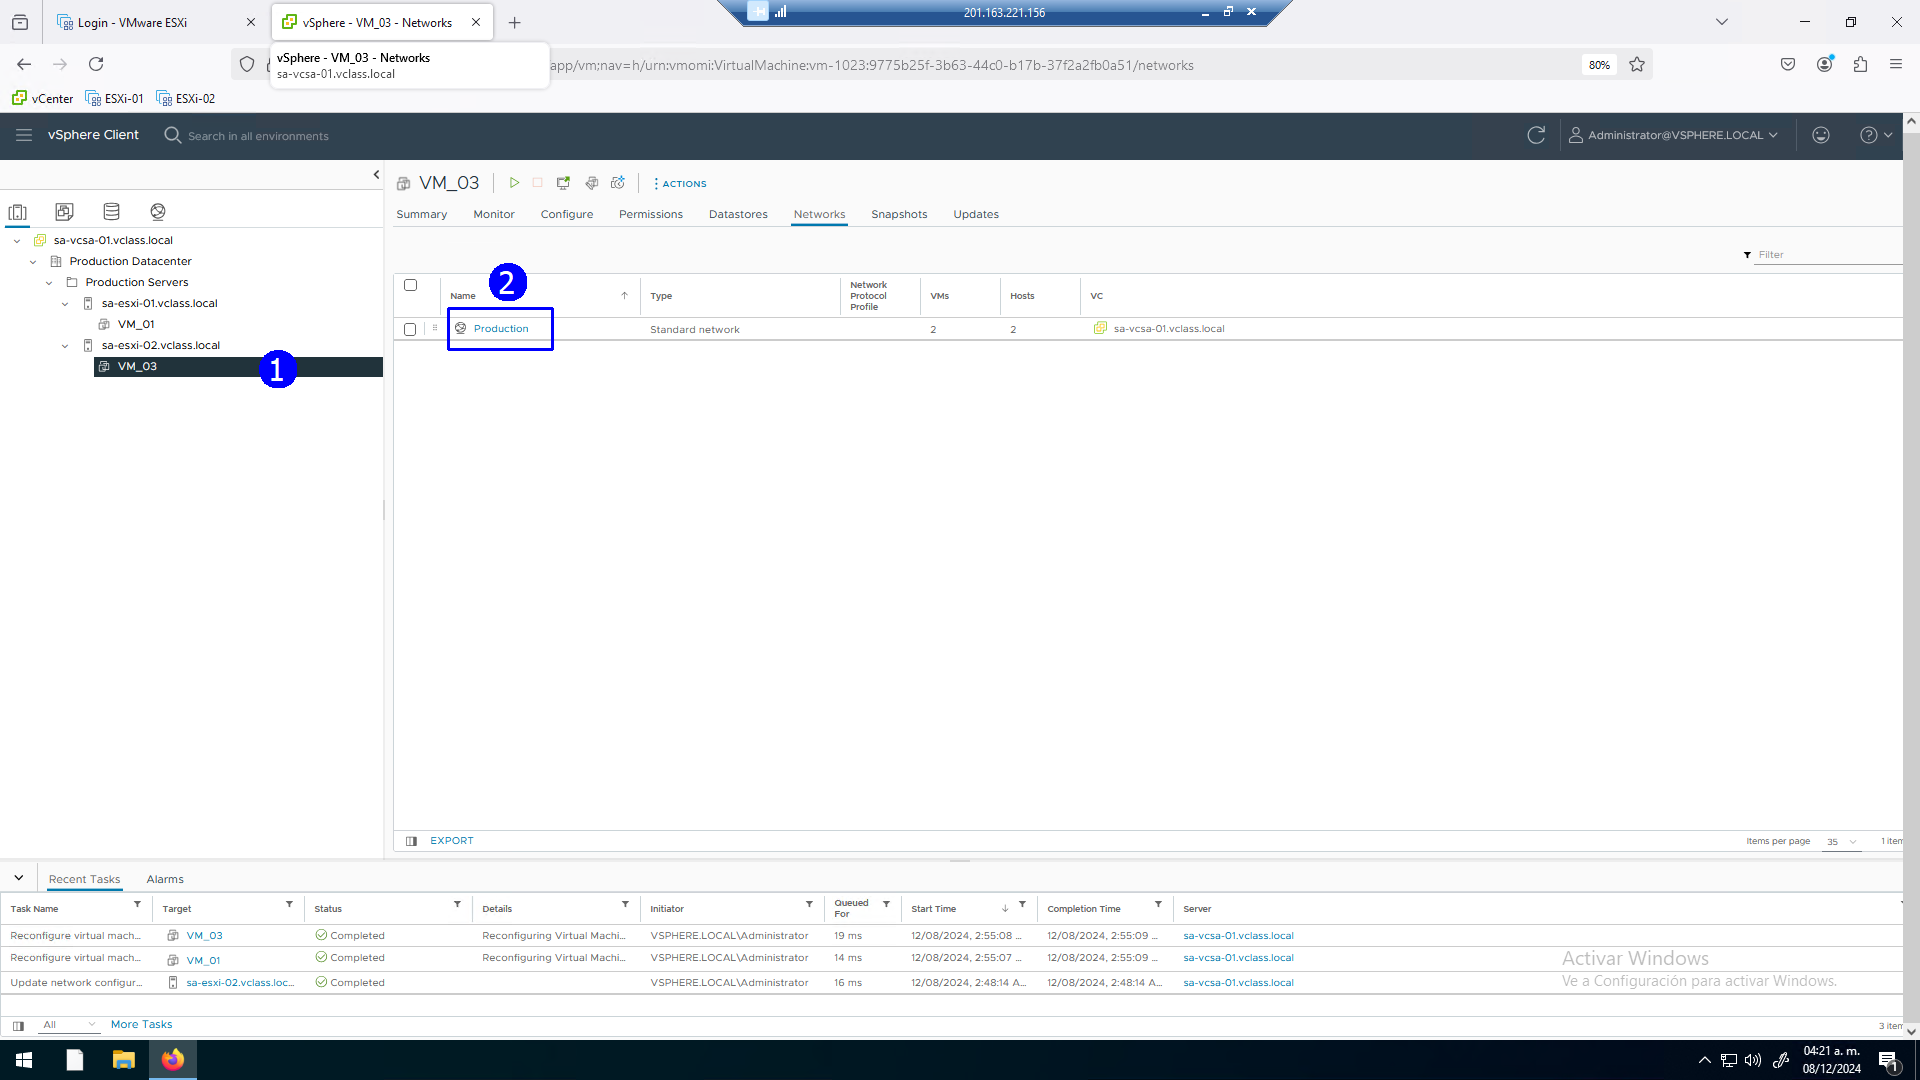 Login - VMware ESXi
vSphere - VM_03 - Networks
201.163.221.156
vSphere - VM_03 - Networks
sa-vcsa-01.vclass.local
app/vm;nav=h/urn:vmomi:VirtualMachine:vm-1023:9775b25f-3b63-44c0-b17b-37f2a2fb0a51/networks
80%
vCenter
ESXi-01
ESXi-02
vSphere Client
Search in all environments
Administrator@VSPHERE.LOCAL
VM_03
ACTIONS
Summary
Monitor
Configure
Permissions
Datastores
Networks
Snapshots
Updates
sa-vcsa-01.vclass.local
Production Datacenter
Production Servers
sa-esxi-01.vclass.local
VM_01
sa-esxi-02.vclass.local
VM_03
1
Filter
2
Name
Type
Network Protocol Profile
VMs
Hosts
VC
Production
Standard network
2
2
sa-vcsa-01.vclass.local
EXPORT
Items per page
35
1 item
Recent Tasks
Alarms
Task Name
Target
Status
Details
Initiator
Queued For
Start Time
Completion Time
Server
Reconfigure virtual mach...
VM_03
Completed
Reconfiguring Virtual Machi...
VSPHERE.LOCAL\Administrator
19 ms
12/08/2024, 2:55:08 ...
12/08/2024, 2:55:09 ...
sa-vcsa-01.vclass.local
Reconfigure virtual mach...
VM_01
Completed
Reconfiguring Virtual Machi...
VSPHERE.LOCAL\Administrator
14 ms
12/08/2024, 2:55:07 ...
12/08/2024, 2:55:09 ...
sa-vcsa-01.vclass.local
Update network configur...
sa-esxi-02.vclass.loc...
Completed
VSPHERE.LOCAL\Administrator
16 ms
12/08/2024, 2:48:14 A...
12/08/2024, 2:48:14 A...
sa-vcsa-01.vclass.local
Activar Windows
Ve a Configuración para activar Windows.
All
More Tasks
3 item
04:21 a. m.
08/12/2024
1